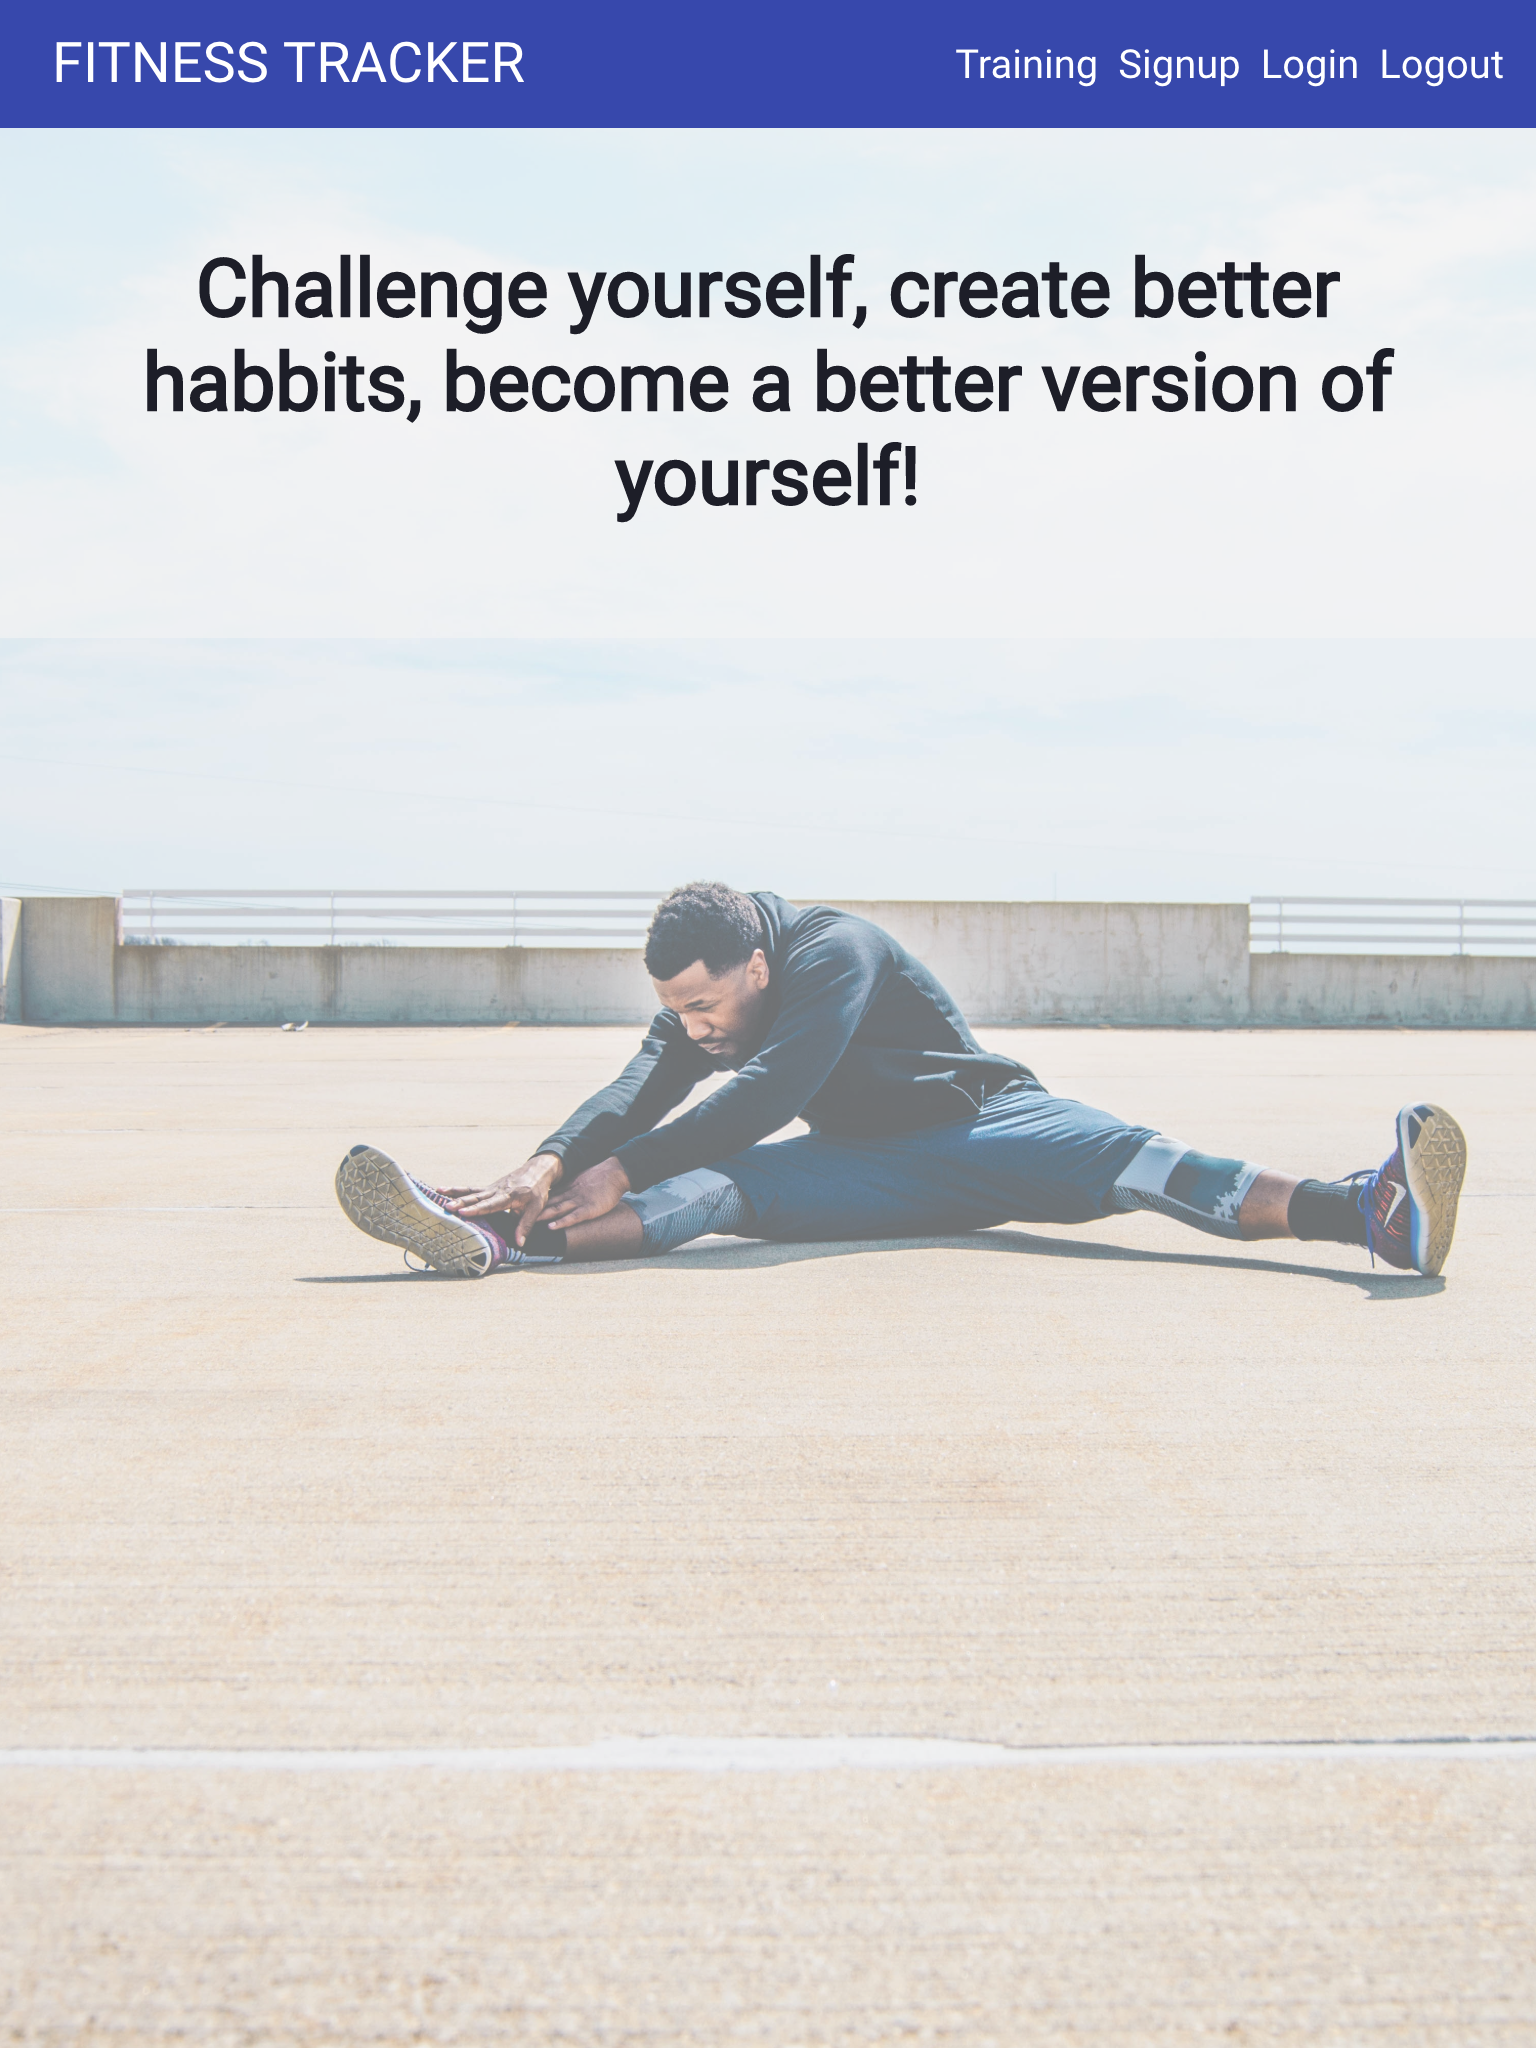 FITNESS TRACKER
Training Signup Login Logout
Challenge yourself, create better
habbits, become a better version of
yourself!